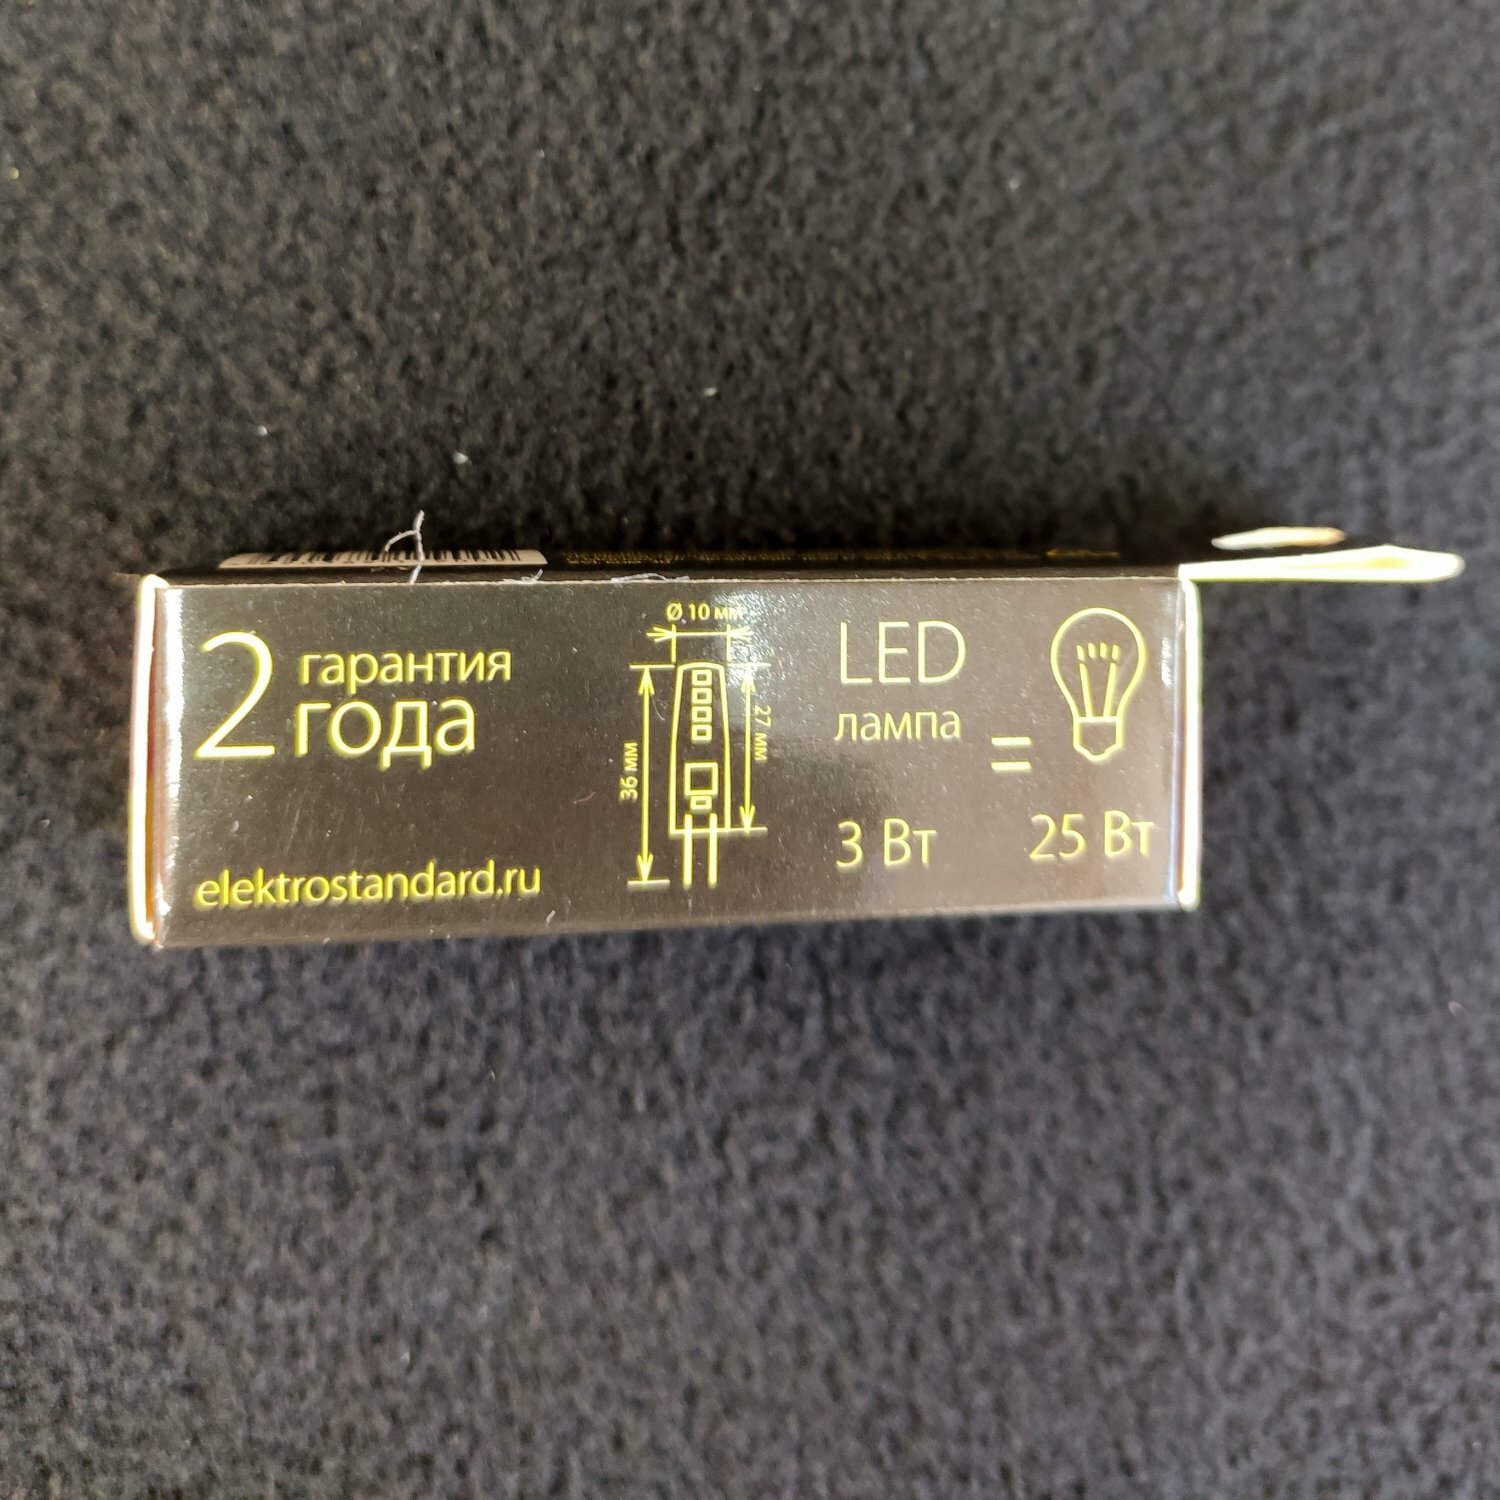 2 гарантия
года
elektrostandard.ru
Ø 10 мм
36 мм
27 мм
LED
лампа
=
3 Вт
25 Вт